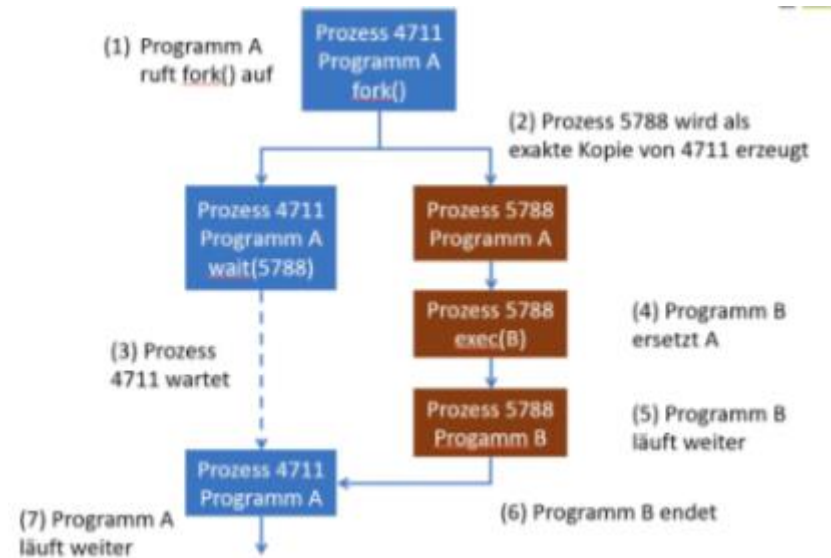 (1) Programm A
ruft fork() auf
Prozess 4711
Programm A
fork()
(2) Prozess 5788 wird als
exakte Kopie von 4711 erzeugt
Prozess 4711
Programm A
wait(5788)
Prozess 5788
Programm A
(3) Prozess
4711 wartet
Prozess 5788
exec(B)
(4) Programm B
ersetzt A
Prozess 5788
Progamm B
(5) Programm B
läuft weiter
Prozess 4711
Programm A
(6) Programm B endet
(7) Programm A
läuft weiter